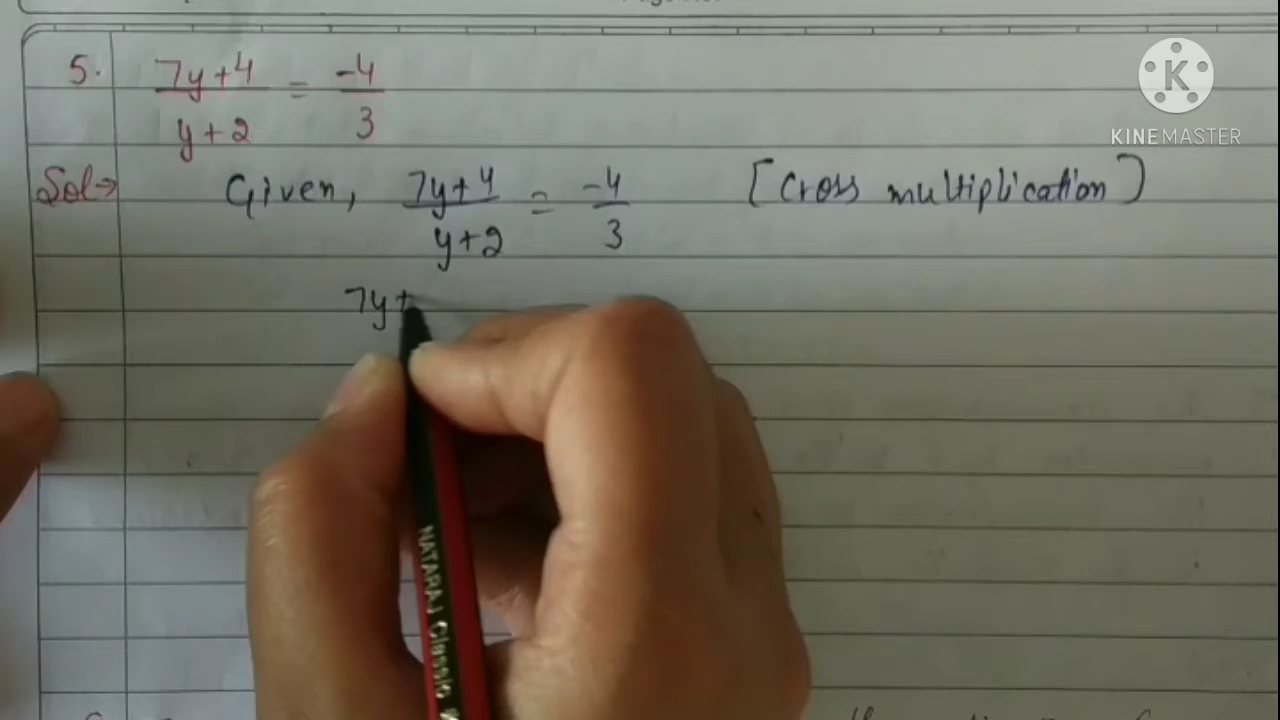 K
KINEMASTER
5. 7y+4 / y+2 = -4 / 3
Sol→ Given, 7y+4 / y+2 = -4 / 3 [Cross multiplication]
7y+
NATARAJ Classic